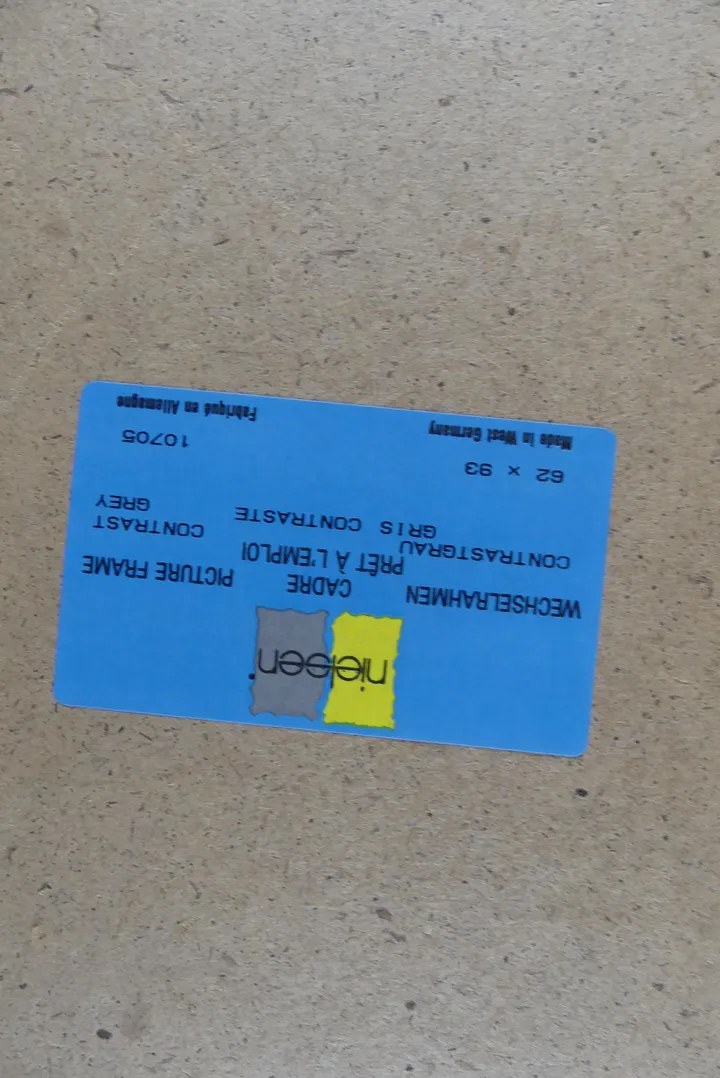 nielsen
WECHSELRAHMEN
CADRE
PRÊT À L'EMPLOI
PICTURE FRAME
CONTRASTGRAU
GRIS CONTRASTE
CONTRAST
GREY
62 × 93
10705
Made in West Germany
Fabriqué en Allemagne